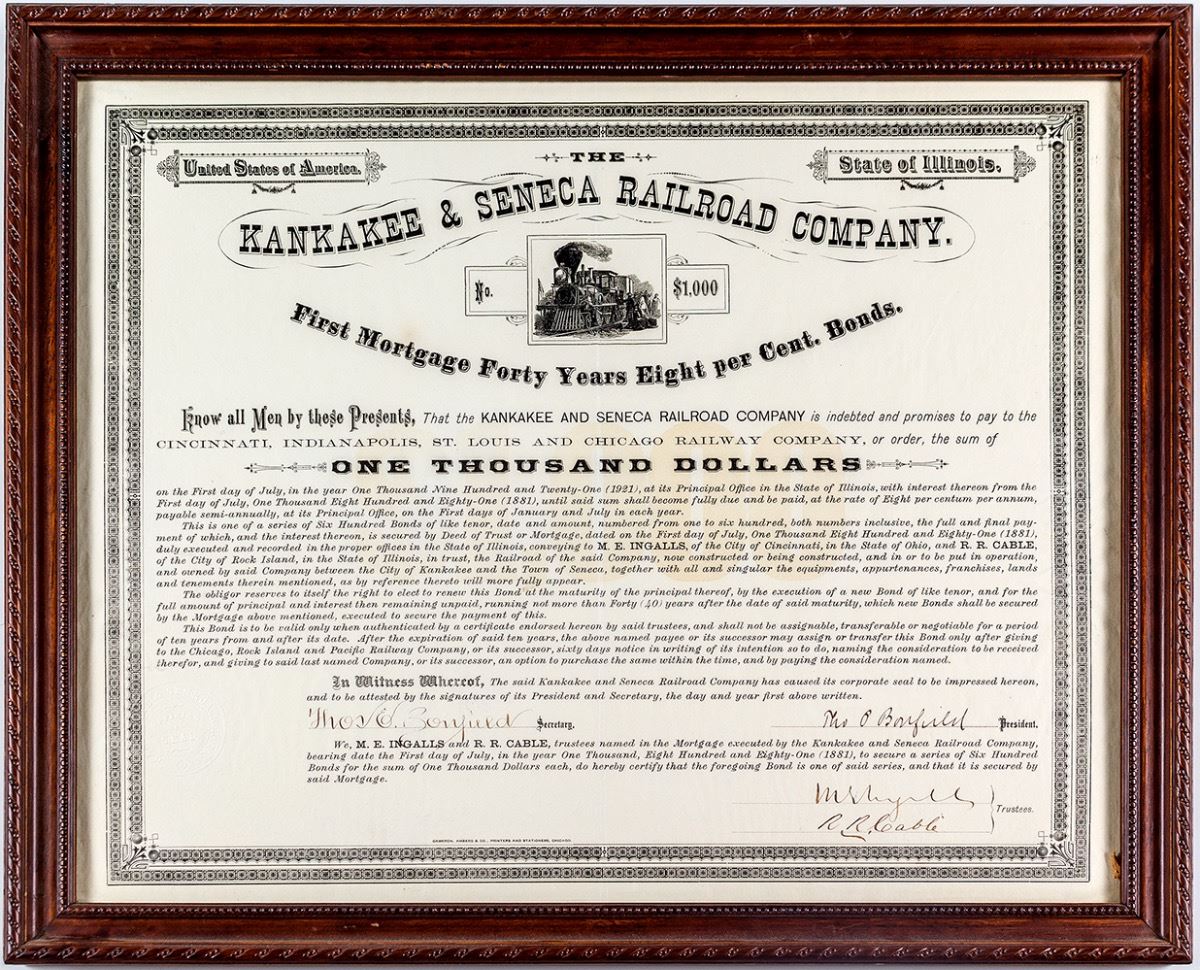 United States of America.
THE
State of Illinois.
KANKAKEE & SENECA RAILROAD COMPANY.
No.
$1,000
First Mortgage Forty Years Eight per Cent. Bonds.
Know all Men by these Presents, That the KANKAKEE AND SENECA RAILROAD COMPANY is indebted and promises to pay to the
CINCINNATI, INDIANAPOLIS, ST. LOUIS AND CHICAGO RAILWAY COMPANY, or order, the sum of
ONE THOUSAND DOLLARS
on the First day of July, in the year One Thousand Nine Hundred and Twenty-One (1921), at its Principal Office in the State of Illinois, with interest thereon from the
First day of July, One Thousand Eight Hundred and Eighty-One (1881), until said sum shall become fully due and be paid, at the rate of Eight per centum per annum,
payable semi-annually, at its Principal Office, on the First days of January and July in each year.
This is one of a series of Six Hundred Bonds of like tenor, date and amount, numbered from one to six hundred, both numbers inclusive, the full and final pay-
ment of which, and the interest thereon, is secured by Deed of Trust or Mortgage, dated on the First day of July, One Thousand Eight Hundred and Eighty-One (1881),
duly executed and recorded in the proper offices in the State of Illinois, conveying to M. E. INGALLS, of the City of Cincinnati, in the State of Ohio, and R. R. CABLE,
of the City of Rock Island, in the State of Illinois, in trust, the Railroad of the said Company, now constructed or being constructed, and in or to be put in operation,
and owned by said Company between the City of Kankakee and the Town of Seneca, together with all and singular the equipments, appurtenances, franchises, lands
and tenements therein mentioned, as by reference thereto will more fully appear.
The obligor reserves to itself the right to elect to renew this Bond at the maturity of the principal thereof, by the execution of a new Bond of like tenor, and for the
full amount of principal and interest then remaining unpaid, running not more than Forty (40) years after the date of said maturity, which new Bonds shall be secured
by the Mortgage above mentioned, executed to secure the payment of this.
This Bond is to be valid only when authenticated by a certificate endorsed hereon by said trustees, and shall not be assignable, transferable or negotiable for a period
of ten years from and after its date. After the expiration of said ten years, the above named payee or its successor may assign or transfer this Bond only after giving
to the Chicago, Rock Island and Pacific Railway Company, or its successor, sixty days notice in writing of its intention so to do, naming the consideration to be received
therefor, and giving to said last named Company, or its successor, an option to purchase the same within the time, and by paying the consideration named.
In Witness Whereof, The said Kankakee and Seneca Railroad Company has caused its corporate seal to be impressed hereon,
and to be attested by the signatures of its President and Secretary, the day and year first above written.
Thos C. Bonfield Secretary. Tho P Bonfield President.
We, M. E. INGALLS and R. R. CABLE, trustees named in the Mortgage executed by the Kankakee and Seneca Railroad Company,
bearing date the First day of July, in the year One Thousand, Eight Hundred and Eighty-One (1881), to secure a series of Six Hundred
Bonds for the sum of One Thousand Dollars each, do hereby certify that the foregoing Bond is one of said series, and that it is secured by
said Mortgage.
M E Ingalls
Trustees.
R. R. Cable
CAMERON, AMBERG & CO., PRINTERS AND STATIONERS, CHICAGO.